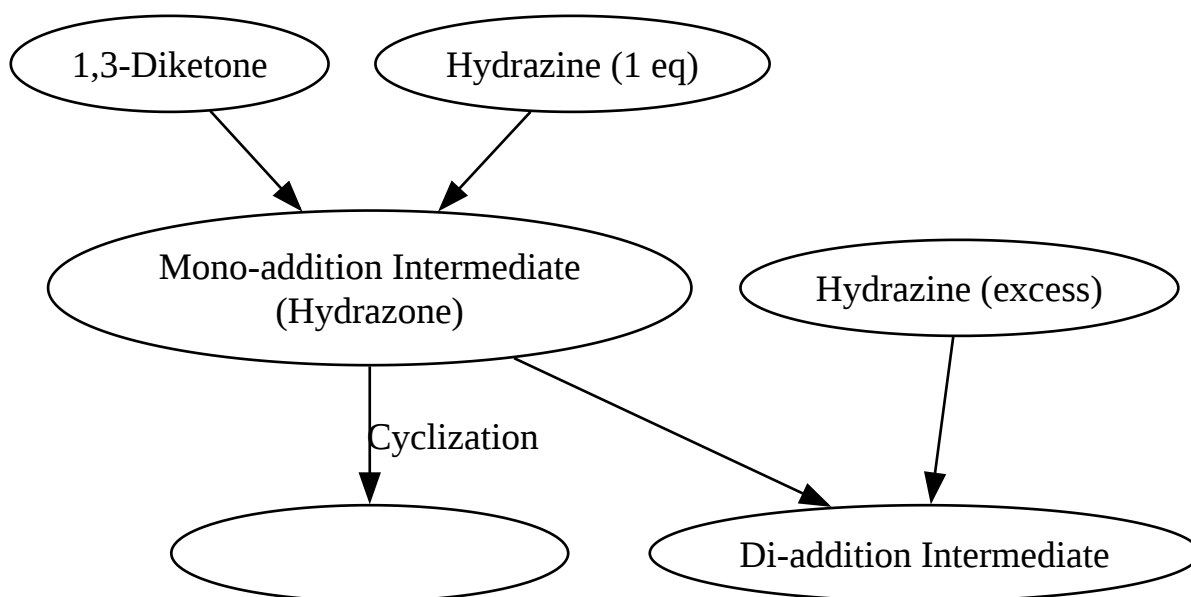 1,3-Diketone
Hydrazine (1 eq)
Mono-addition Intermediate
(Hydrazone)
Hydrazine (excess)
Cyclization
Di-addition Intermediate